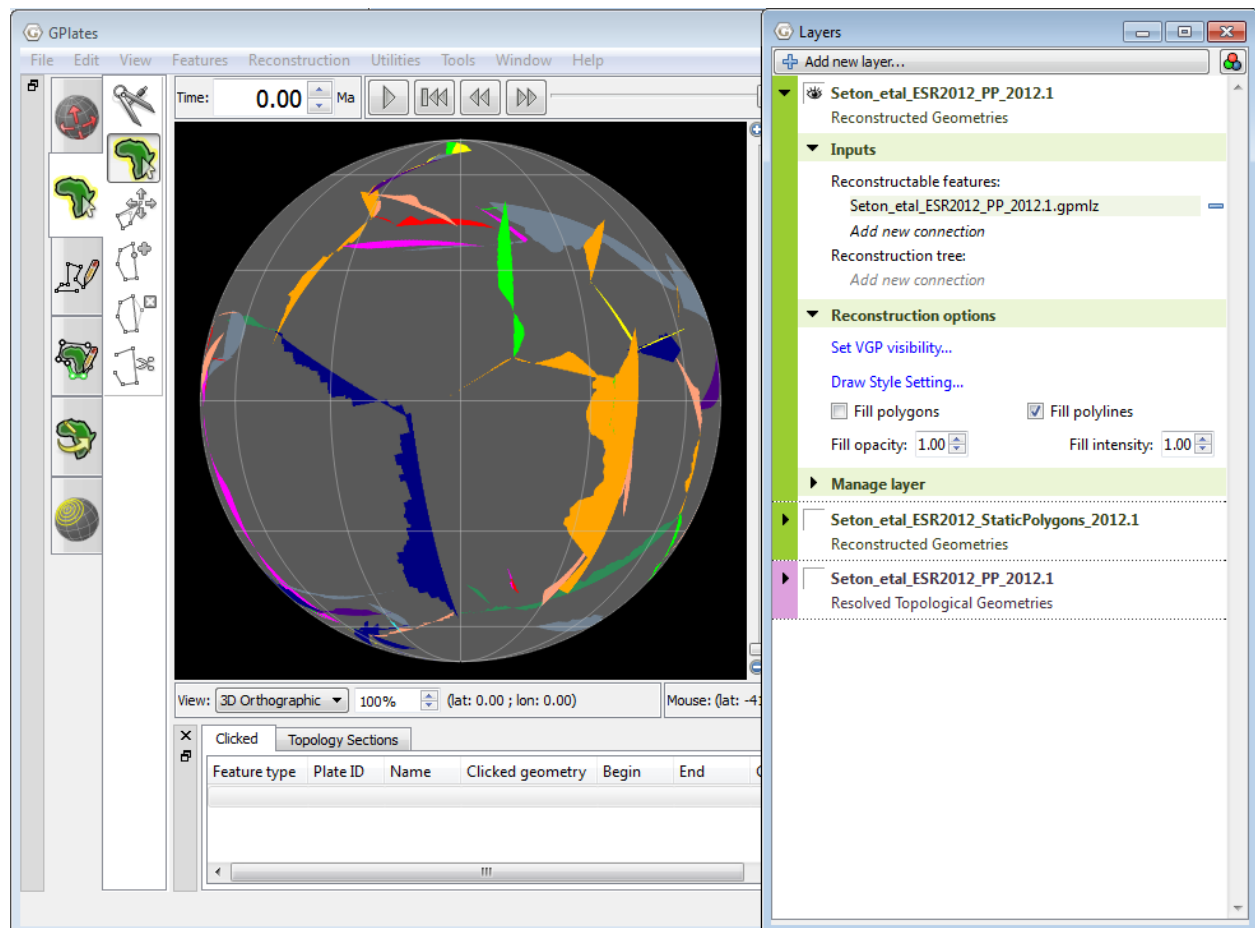 GPlates
File Edit View Features Reconstruction Utilities Tools Window Help
Time: 0.00 Ma
View: 3D Orthographic 100% (lat: 0.00 ; lon: 0.00) Mouse: (lat: -41
Clicked Topology Sections
Feature type Plate ID Name Clicked geometry Begin End
Layers
Add new layer...
Seton_etal_ESR2012_PP_2012.1
Reconstructed Geometries
Inputs
Reconstructable features:
Seton_etal_ESR2012_PP_2012.1.gpmlz
Add new connection
Reconstruction tree:
Add new connection
Reconstruction options
Set VGP visibility...
Draw Style Setting...
Fill polygons Fill polylines
Fill opacity: 1.00 Fill intensity: 1.00
Manage layer
Seton_etal_ESR2012_StaticPolygons_2012.1
Reconstructed Geometries
Seton_etal_ESR2012_PP_2012.1
Resolved Topological Geometries